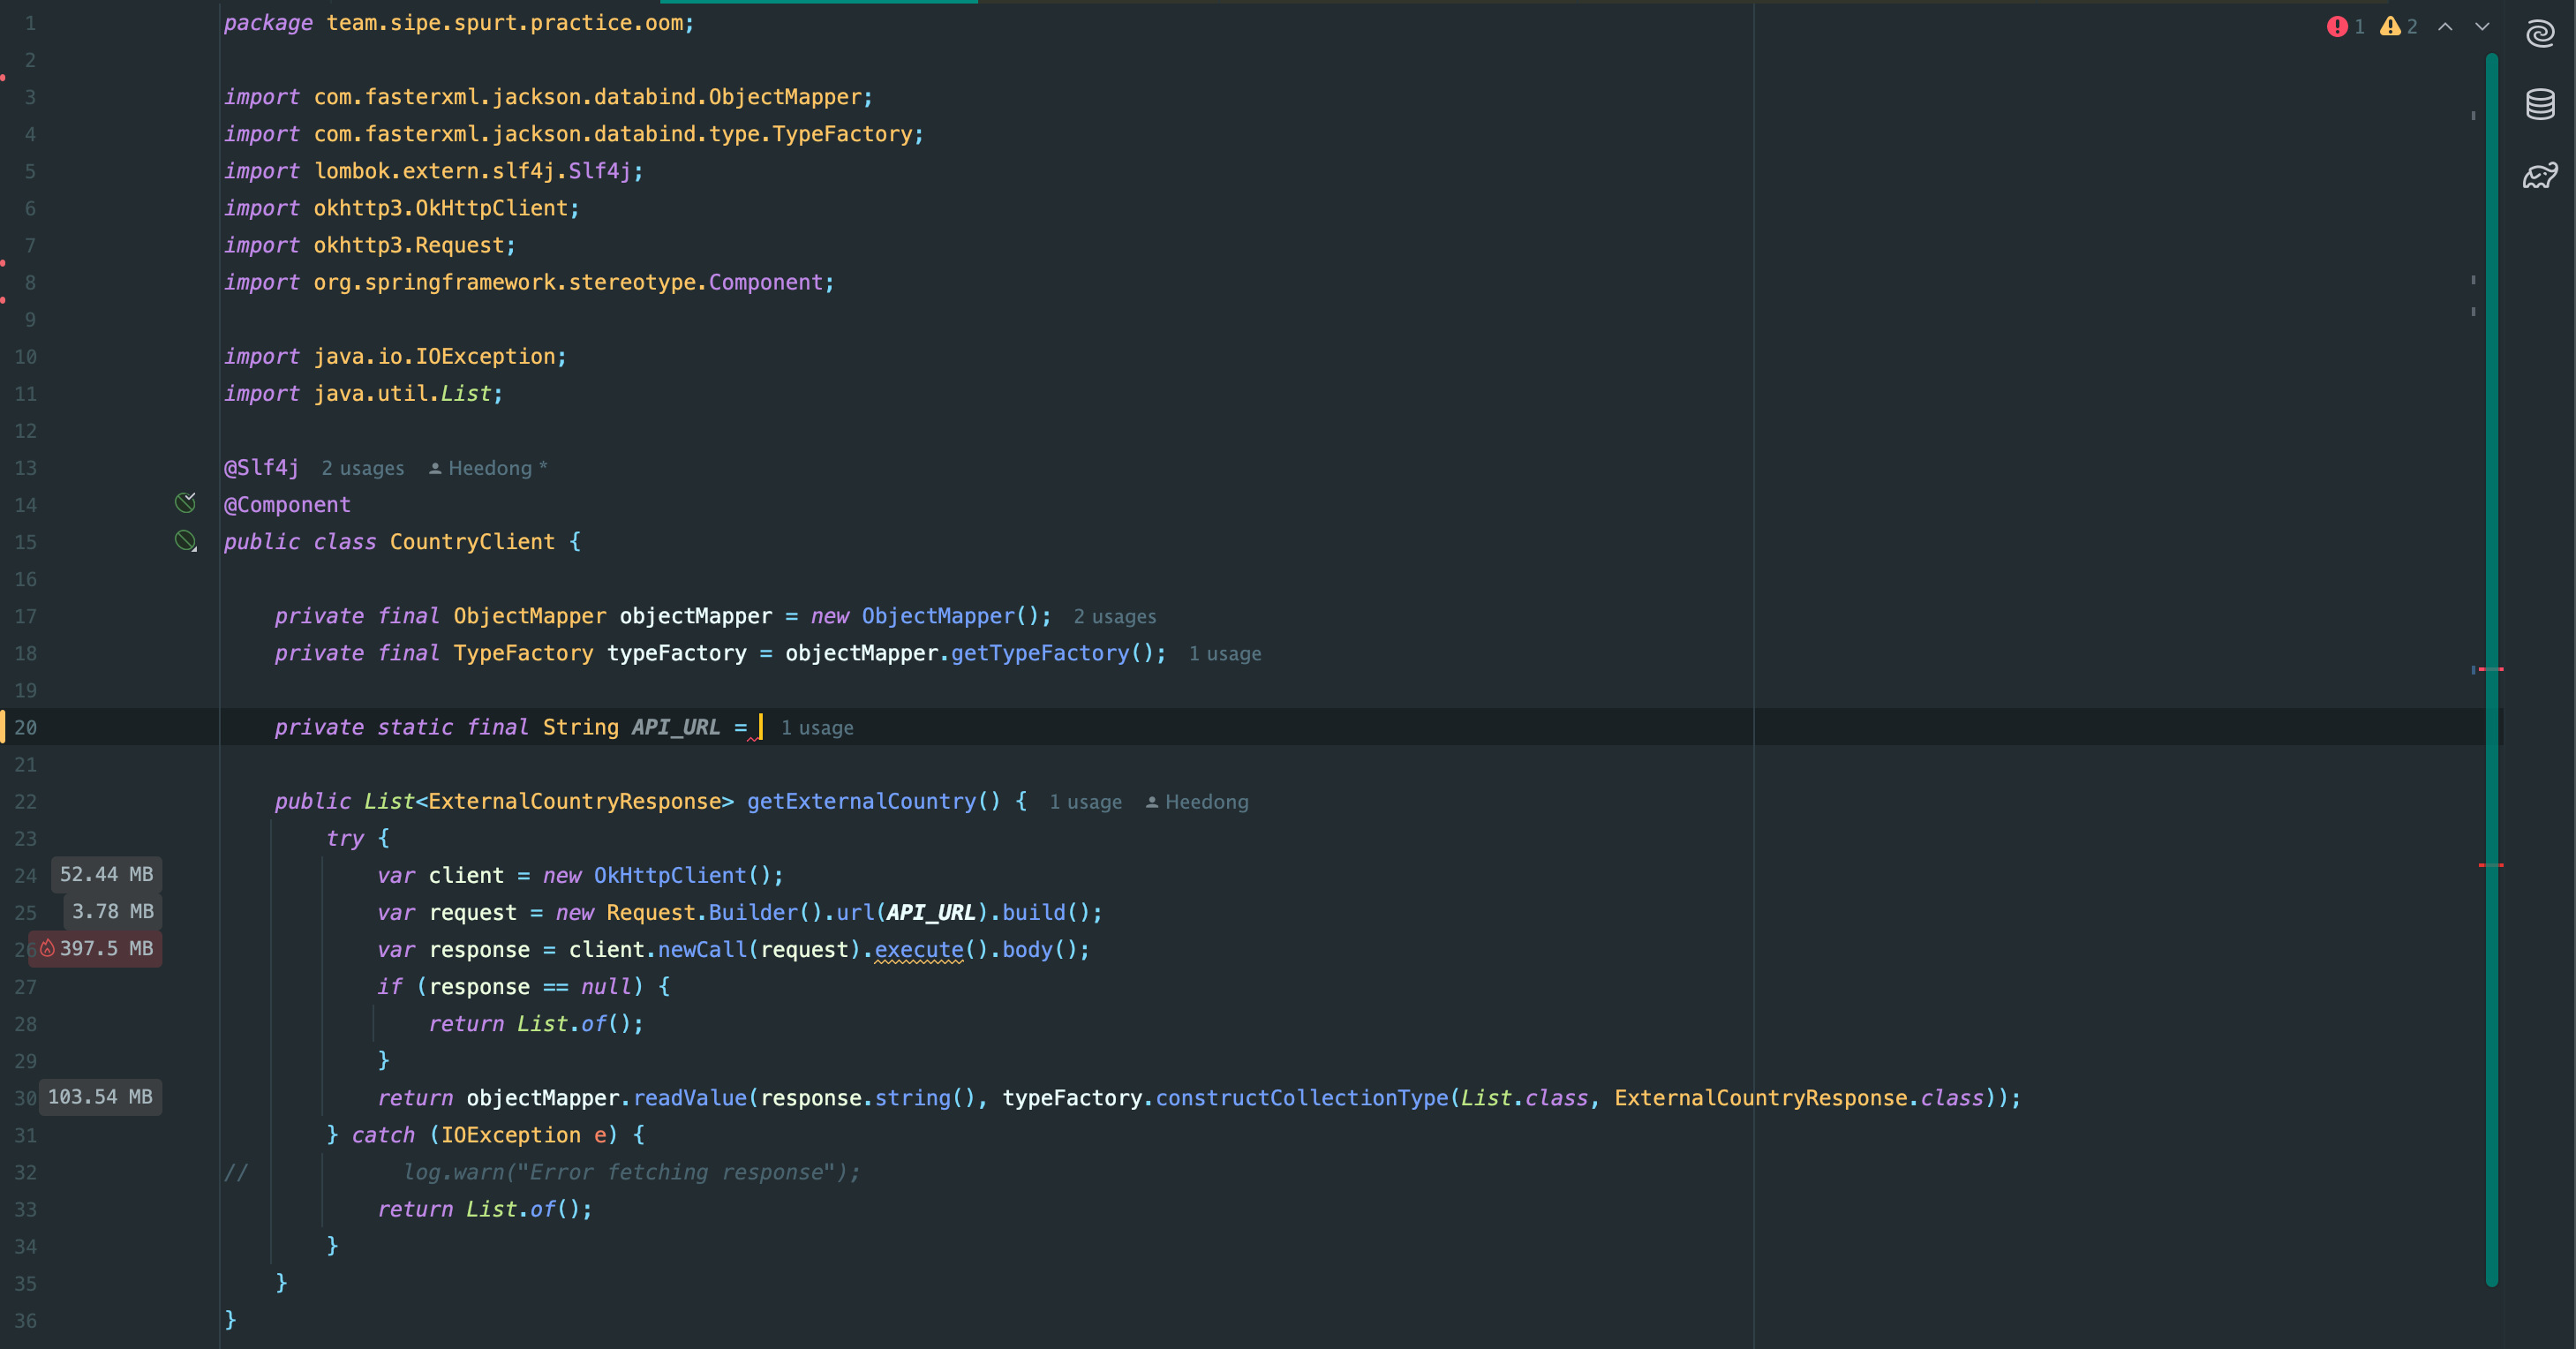 1 package team.sipe.spurt.practice.oom; 1 2
2
3 import com.fasterxml.jackson.databind.ObjectMapper;
4 import com.fasterxml.jackson.databind.type.TypeFactory;
5 import lombok.extern.slf4j.Slf4j;
6 import okhttp3.OkHttpClient;
7 import okhttp3.Request;
8 import org.springframework.stereotype.Component;
9
10 import java.io.IOException;
11 import java.util.List;
12
13 @Slf4j 2 usages Heedong *
14 @Component
15 public class CountryClient {
16
17 private final ObjectMapper objectMapper = new ObjectMapper(); 2 usages
18 private final TypeFactory typeFactory = objectMapper.getTypeFactory(); 1 usage
19
20 private static final String API_URL = 1 usage
21
22 public List<ExternalCountryResponse> getExternalCountry() { 1 usage Heedong
23 try {
24 52.44 MB var client = new OkHttpClient();
25 3.78 MB var request = new Request.Builder().url(API_URL).build();
26 397.5 MB var response = client.newCall(request).execute().body();
27 if (response == null) {
28 return List.of();
29 }
30 103.54 MB return objectMapper.readValue(response.string(), typeFactory.constructCollectionType(List.class, ExternalCountryResponse.class));
31 } catch (IOException e) {
32 // log.warn("Error fetching response");
33 return List.of();
34 }
35 }
36 }